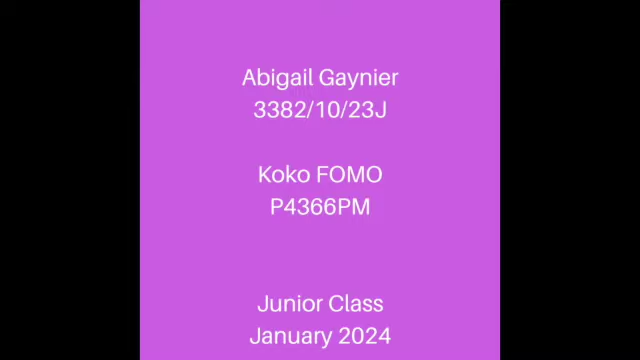 Abigail Gaynier
3382/10/23J
Koko FOMO
P4366PM
Junior Class
January 2024